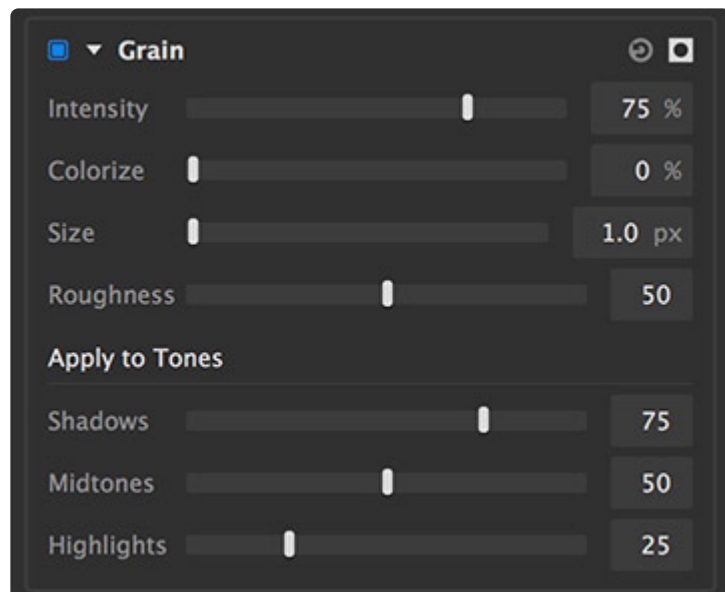 Grain
Intensity 75 %
Colorize 0 %
Size 1.0 px
Roughness 50
Apply to Tones
Shadows 75
Midtones 50
Highlights 25